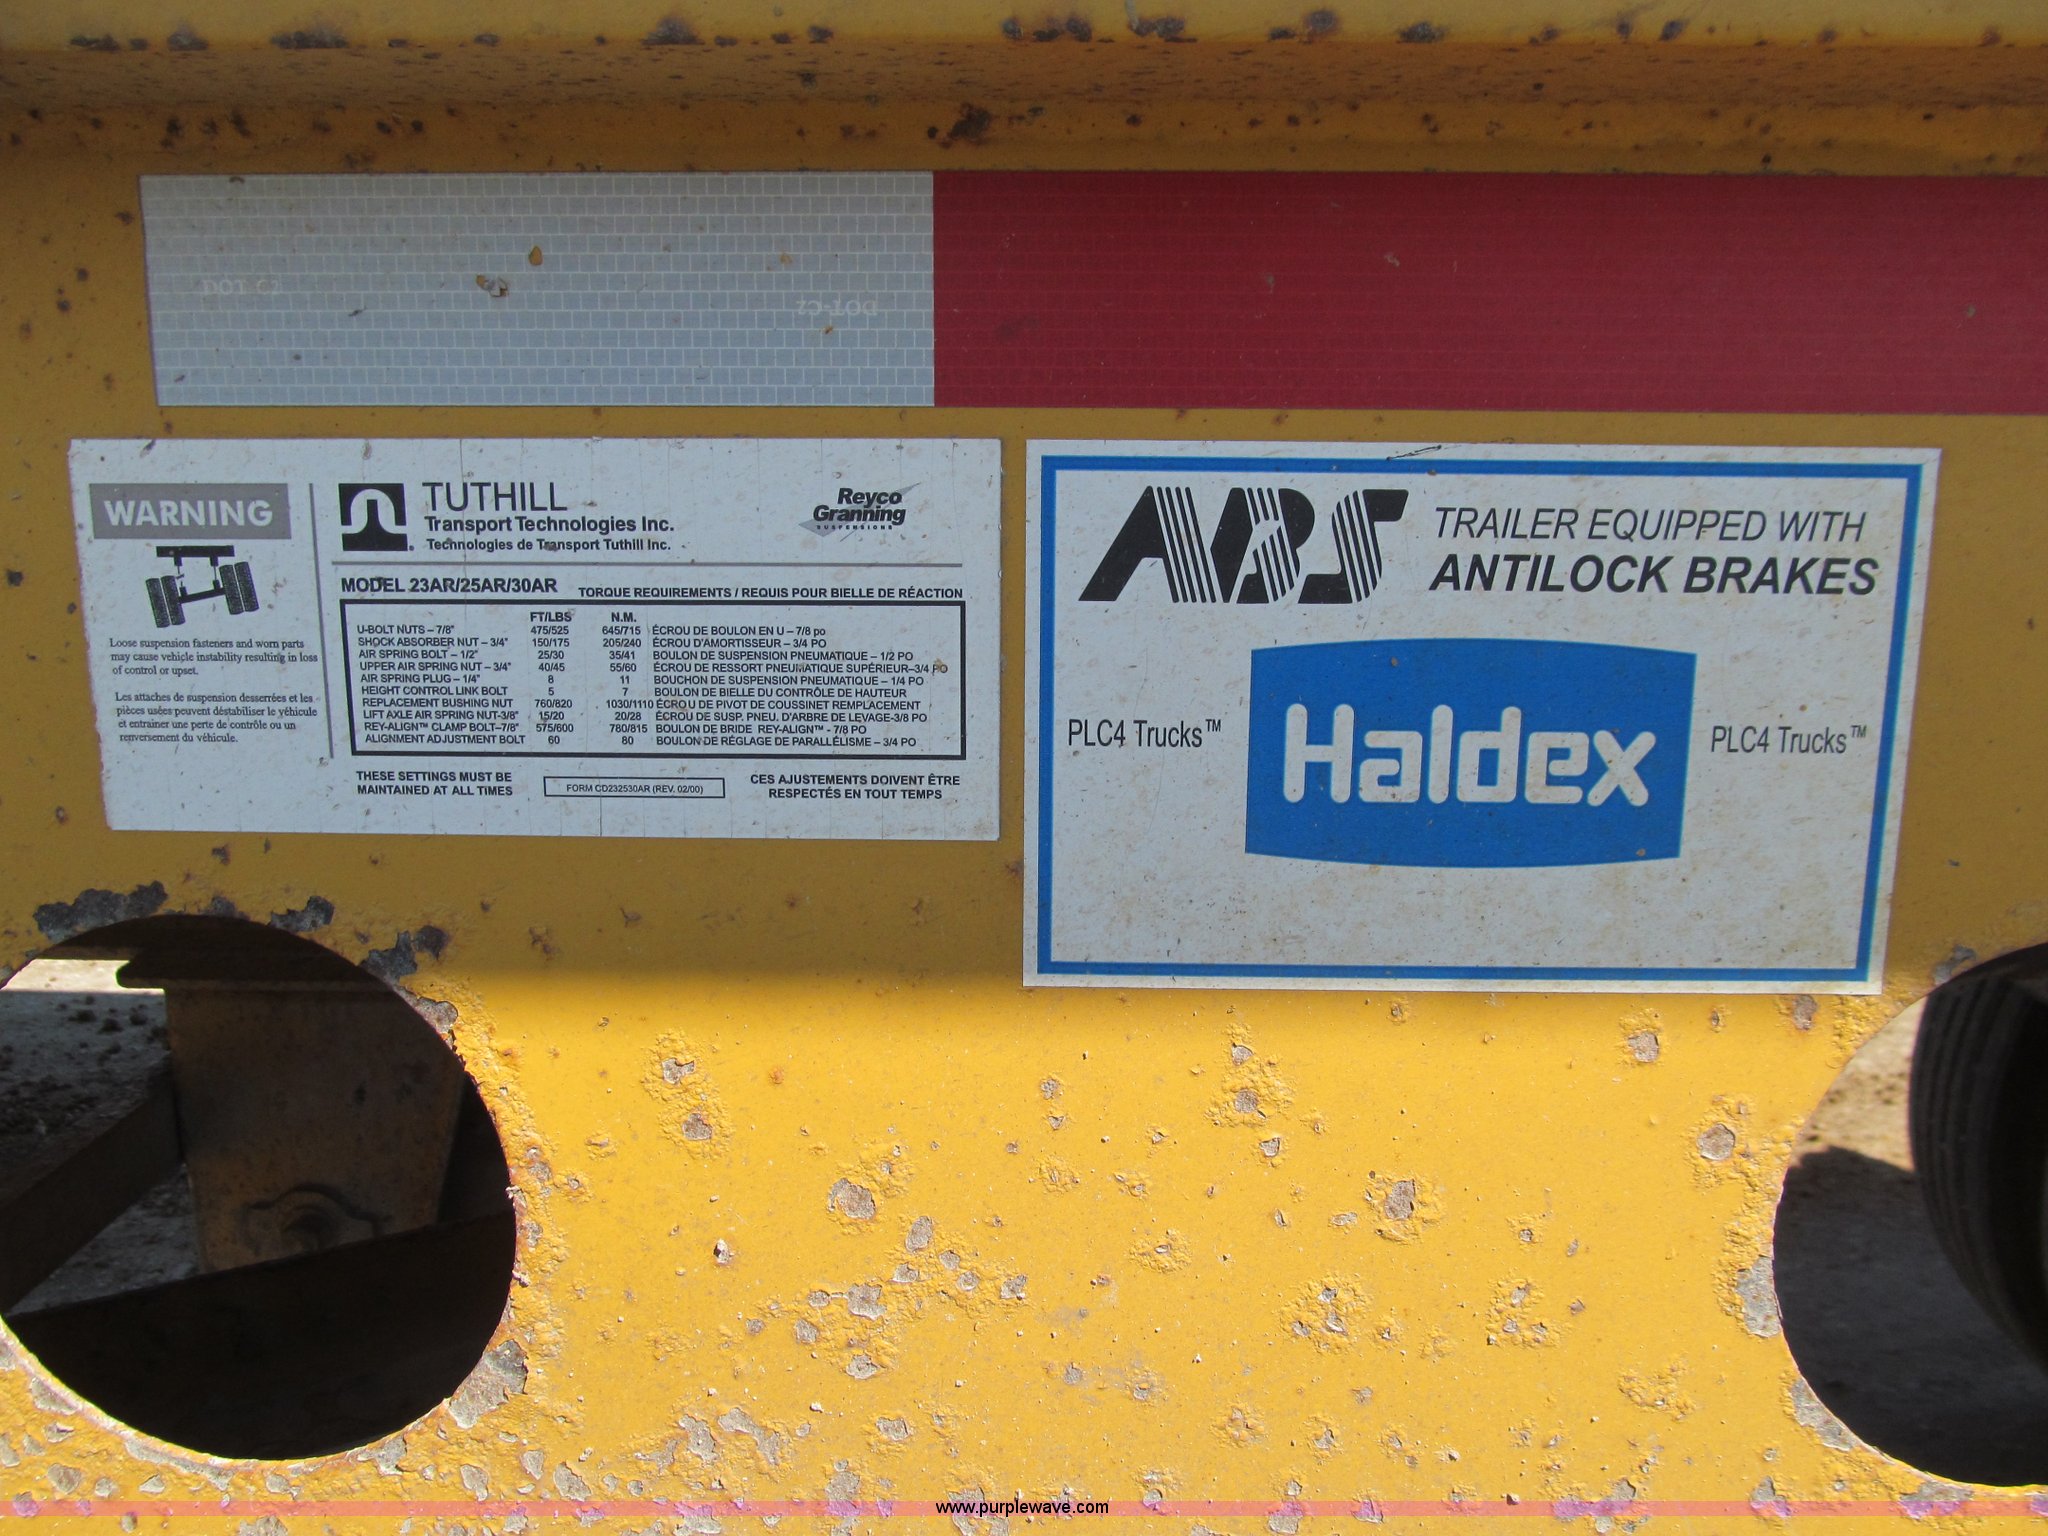 DOT-C2
DOT-C2
WARNING
Loose suspension fasteners and worn parts
may cause vehicle instability resulting in loss
of control or upset.
Les attaches de suspension desserrées et les
pièces usées peuvent déstabiliser le véhicule
et entrainer une perte de contrôle ou un
renversement du véhicule.
TUTHILL
Transport Technologies Inc.
Technologies de Transport Tuthill Inc.
Reyco
Granning
SUSPENSIONS
MODEL 23AR/25AR/30AR TORQUE REQUIREMENTS / REQUIS POUR BIELLE DE RÉACTION
FT/LBS N.M.
U-BOLT NUTS – 7/8" 475/525 645/715 ÉCROU DE BOULON EN U – 7/8 po
SHOCK ABSORBER NUT – 3/4" 150/175 205/240 ÉCROU D'AMORTISSEUR – 3/4 PO
AIR SPRING BOLT – 1/2" 25/30 35/41 BOULON DE SUSPENSION PNEUMATIQUE – 1/2 PO
UPPER AIR SPRING NUT – 3/4" 40/45 55/60 ÉCROU DE RESSORT PNEUMATIQUE SUPÉRIEUR–3/4 PO
AIR SPRING PLUG – 1/4" 8 11 BOUCHON DE SUSPENSION PNEUMATIQUE – 1/4 PO
HEIGHT CONTROL LINK BOLT 5 7 BOULON DE BIELLE DU CONTRÔLE DE HAUTEUR
REPLACEMENT BUSHING NUT 760/820 1030/1110 ÉCROU DE PIVOT DE COUSSINET REMPLACEMENT
LIFT AXLE AIR SPRING NUT-3/8" 15/20 20/28 ÉCROU DE SUSP. PNEU. D'ARBRE DE LEVAGE-3/8 PO
REY-ALIGN™ CLAMP BOLT–7/8" 575/600 780/815 BOULON DE BRIDE REY-ALIGN™ - 7/8 PO
ALIGNMENT ADJUSTMENT BOLT 60 80 BOULON DE RÉGLAGE DE PARALLÉLISME – 3/4 PO
THESE SETTINGS MUST BE
MAINTAINED AT ALL TIMES
FORM CD232530AR (REV. 02/00)
CES AJUSTEMENTS DOIVENT ÊTRE
RESPECTÉS EN TOUT TEMPS
ABS
TRAILER EQUIPPED WITH
ANTILOCK BRAKES
PLC4 Trucks™
Haldex
PLC4 Trucks™
www.purplewave.com